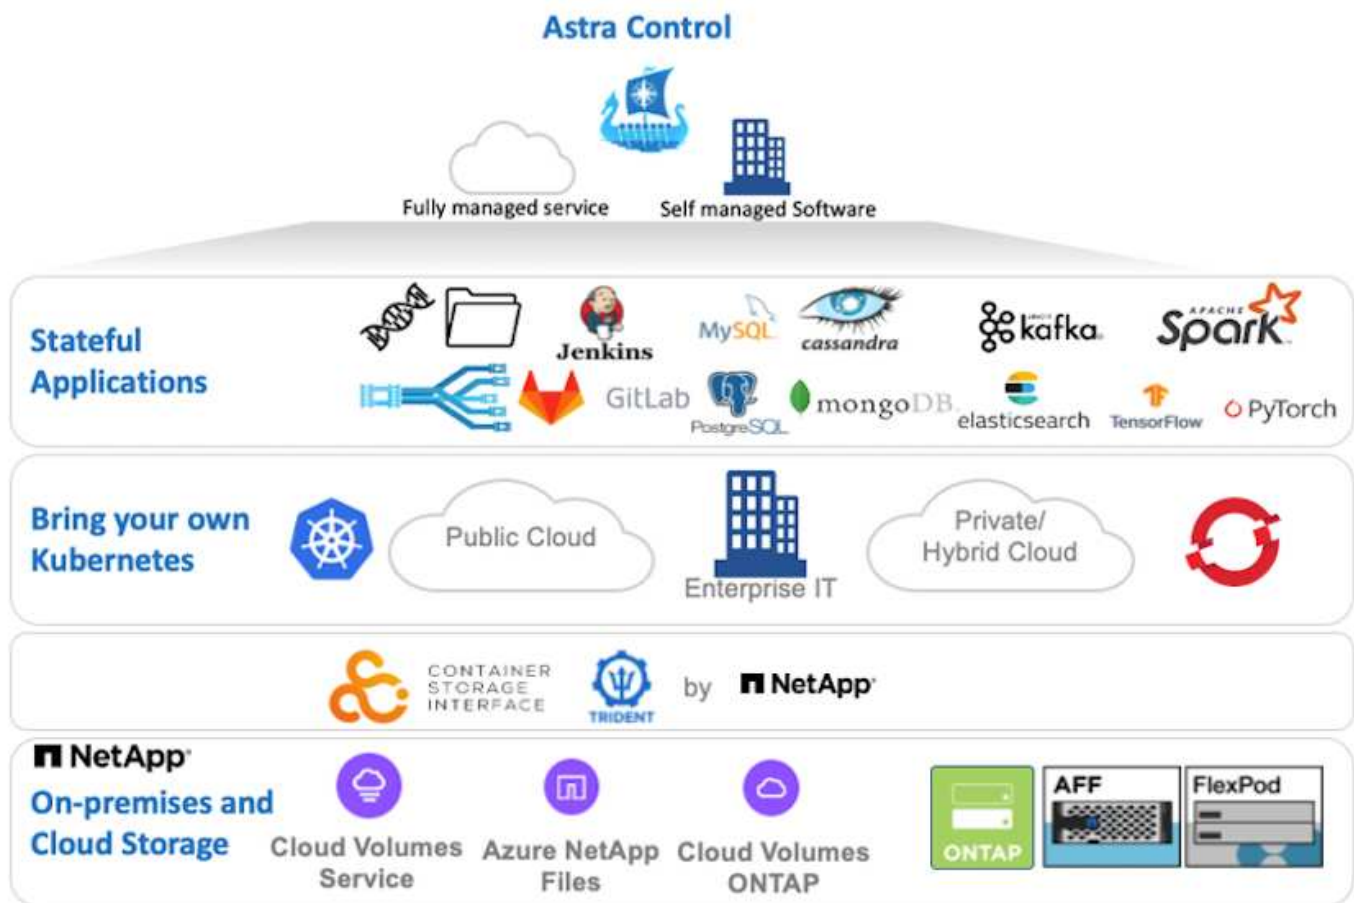 Astra Control
Fully managed service
Self managed Software
Stateful
Applications
Jenkins
MySQL
cassandra
kafka
APACHE
Spark
GitLab
PostgreSQL
mongoDB
elasticsearch
TensorFlow
PyTorch
Bring your own
Kubernetes
Public Cloud
Enterprise IT
Private/
Hybrid Cloud
CONTAINER
STORAGE
INTERFACE
TRIDENT
by
NetApp
NetApp
On-premises and
Cloud Storage
Cloud Volumes
Service
Azure NetApp
Files
Cloud Volumes
ONTAP
ONTAP
AFF
FlexPod